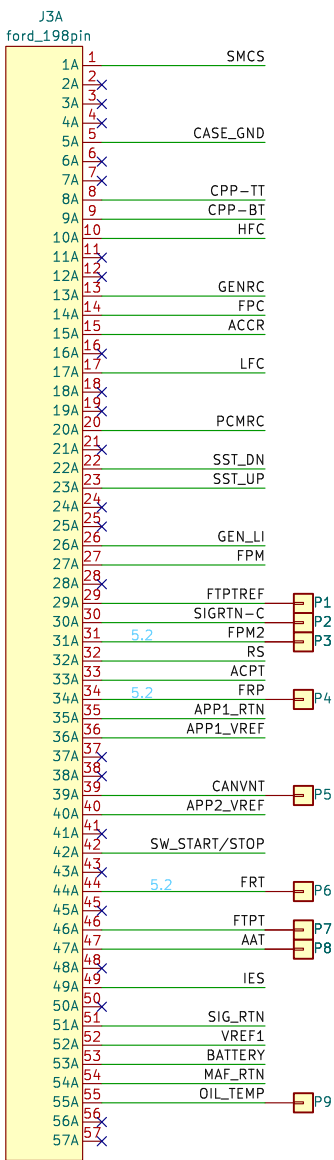 J3A
ford_198pin
1A 1 SMCS
2A 2
3A 3
4A 4
5A 5 CASE_GND
6A 6
7A 7
8A 8 CPP-TT
9A 9 CPP-BT
10A 10 HFC
11A 11
12A 12
13A 13 GENRC
14A 14 FPC
15A 15 ACCR
16A 16
17A 17 LFC
18A 18
19A 19
20A 20 PCMRC
21A 21
22A 22 SST_DN
23A 23 SST_UP
24A 24
25A 25
26A 26 GEN_LI
27A 27 FPM
28A 28
29A 29 FTPTREF P1
30A 30 SIGRTN-C P2
31A 31 5.2 FPM2 P3
32A 32 RS
33A 33 ACPT
34A 34 5.2 FRP P4
35A 35 APP1_RTN
36A 36 APP1_VREF
37A 37
38A 38
39A 39 CANVNT P5
40A 40 APP2_VREF
41A 41
42A 42 SW_START/STOP
43A 43
44A 44 5.2 FRT P6
45A 45
46A 46 FTPT P7
47A 47 AAT P8
48A 48
49A 49 IES
50A 50
51A 51 SIG_RTN
52A 52 VREF1
53A 53 BATTERY
54A 54 MAF_RTN
55A 55 OIL_TEMP P9
56A 56
57A 57